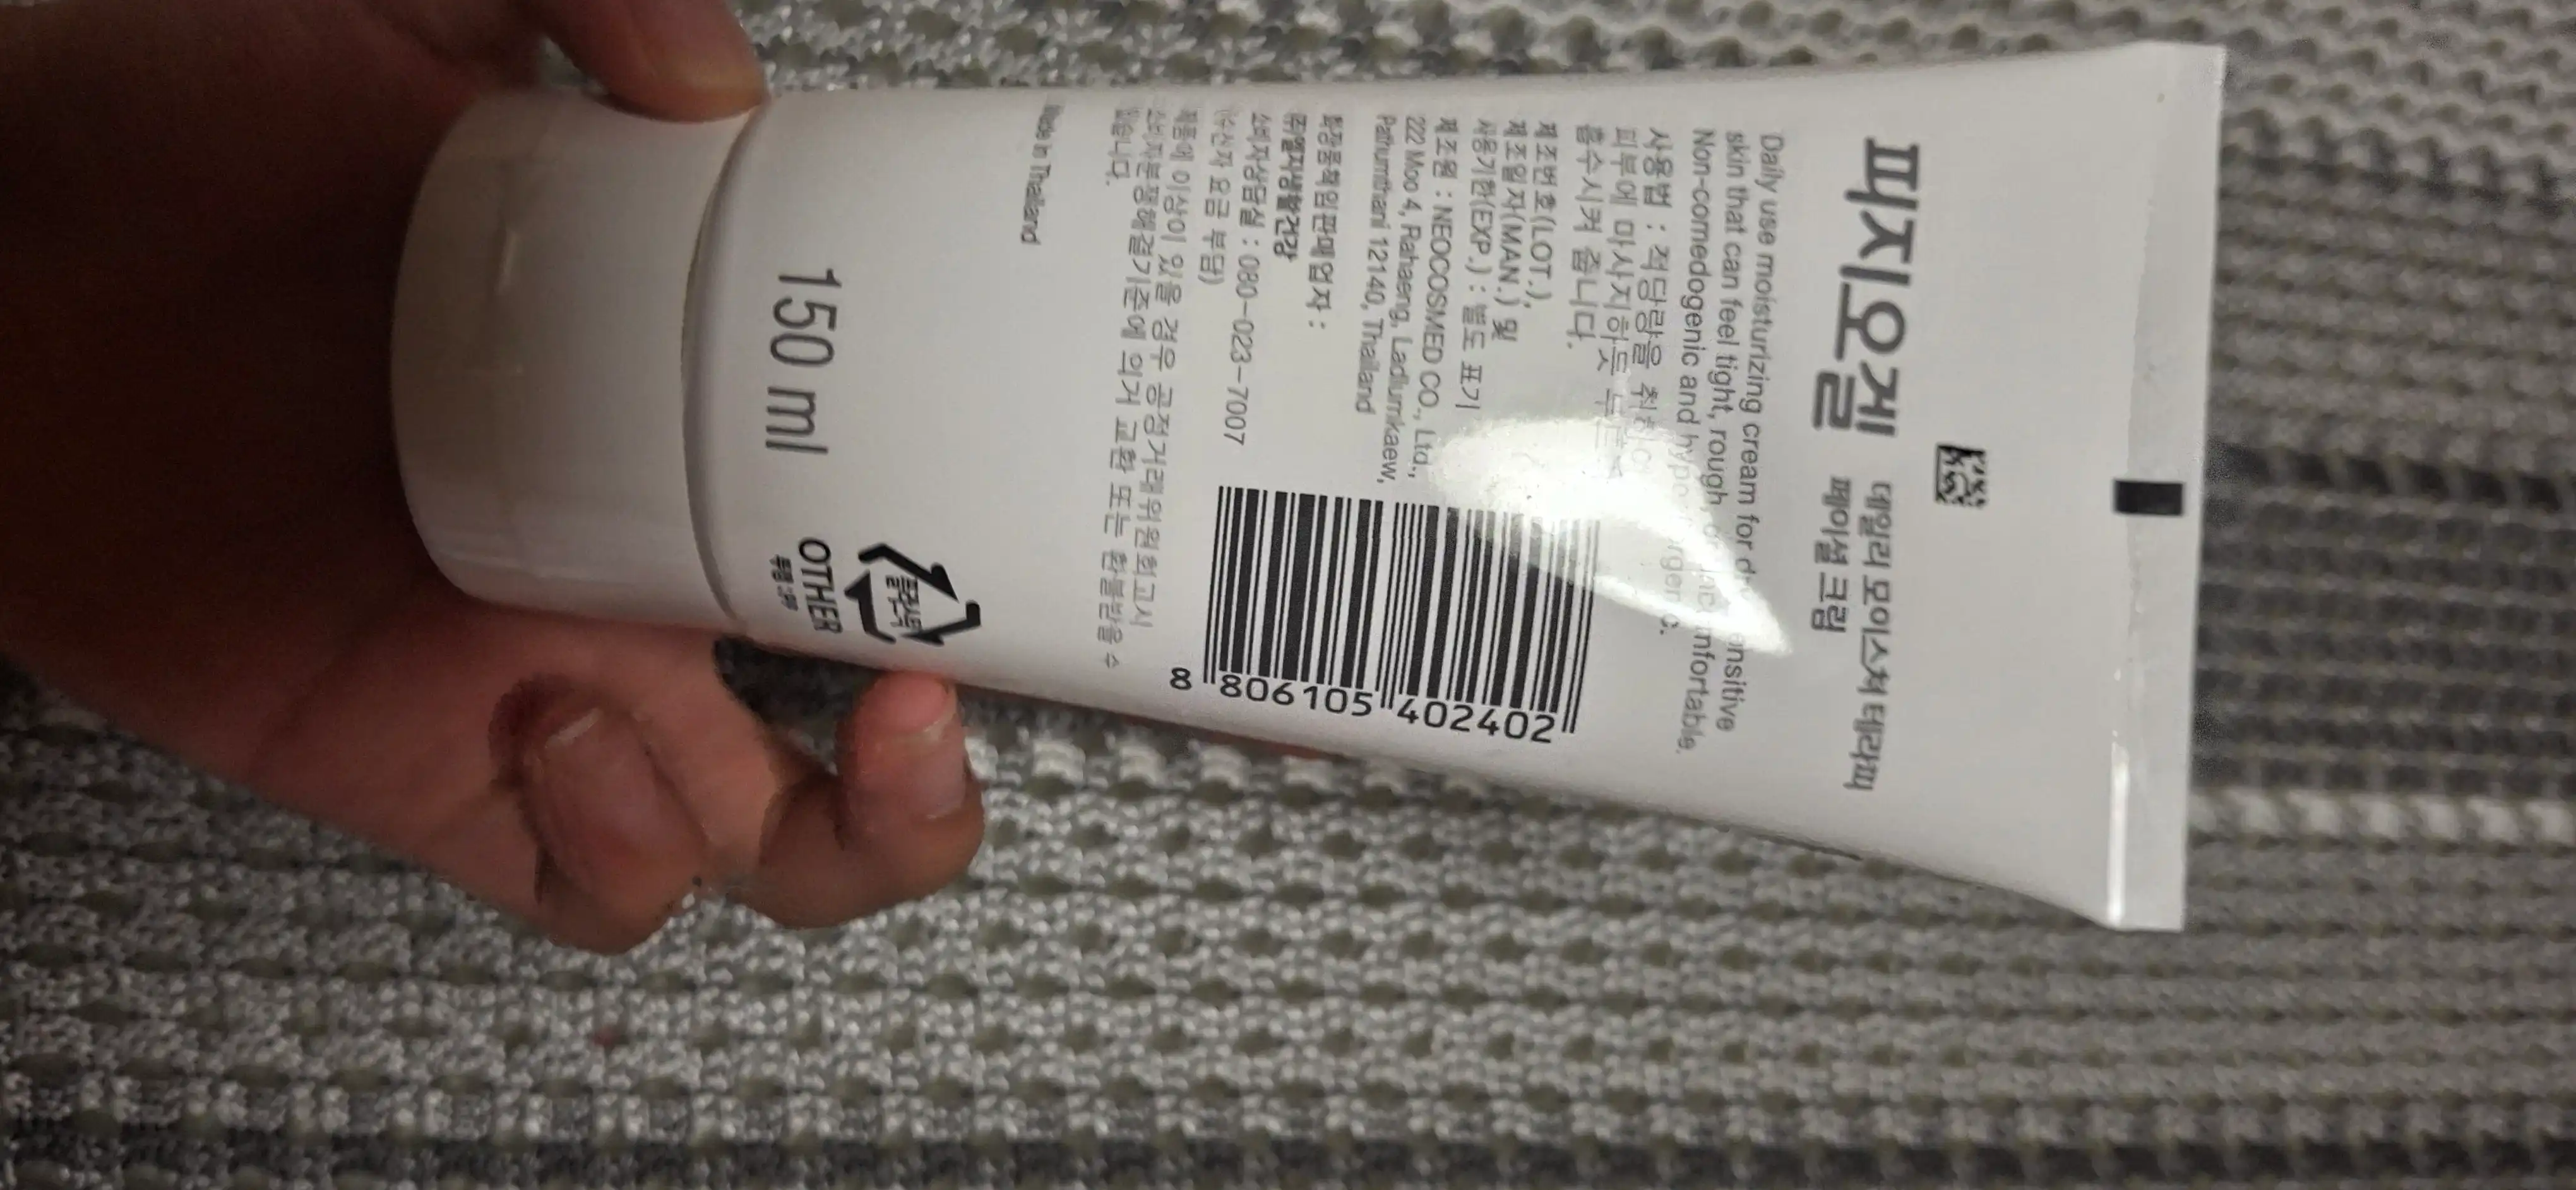 피지오겔
데일리 모이스쳐 테라피
페이셜 크림
Daily use moisturizing cream for
skin that can feel tight, rough
Non-comedogenic and
사용법 : 적당량을
피부에 마사지하듯
흡수시켜 줍니다.
제조번호(LOT.),
제조일자(MAN.) 및
사용기한(EXP.) : 별도 표기
제조원 : NEOCOSMED CO., Ltd.,
222 Moo 4, Rahaeng, Ladlumkaew,
Pathumthani 12140, Thailand
화장품책임판매업자 :
㈜엘지생활건강
소비자상담실 : 080-023-7007
(수신자 요금 부담)
제품에 이상이 있을 경우 공정거래위원회고시
소비자분쟁해결기준에 의거 교환 또는 환불받을 수
있습니다.
Made in Thailand
8 806105 402402
150 ml
플라스틱
OTHER